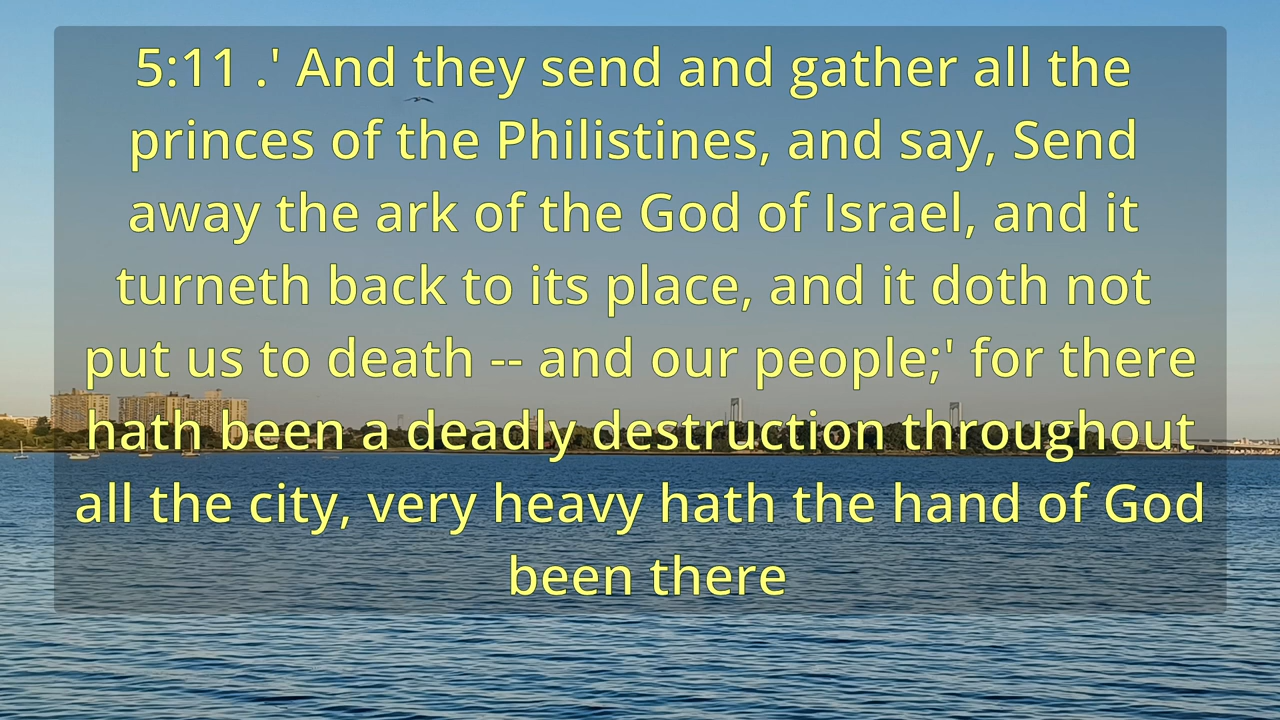 5:11 .' And they send and gather all the
princes of the Philistines, and say, Send
away the ark of the God of Israel, and it
turneth back to its place, and it doth not
put us to death -- and our people;' for there
hath been a deadly destruction throughout
all the city, very heavy hath the hand of God
been there